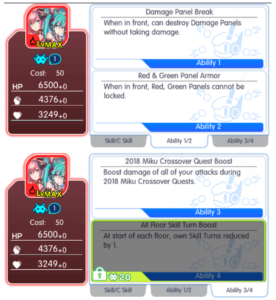 Damage Panel Break
When in front, can destroy Damage Panels
without taking damage.
Ability 1
LvMAX
1
Cost: 50
HP 6500+0
4376+0
3249+0
Red & Green Panel Armor
When in front, Red, Green Panels cannot be
locked.
Ability 2
Skill/C Skill
Ability 1/2
Ability 3/4
2018 Miku Crossover Quest Boost
Boost damage of all of your attacks during
2018 Miku Crossover Quests.
Ability 3
LvMAX
1
Cost: 50
HP 6500+0
4376+0
3249+0
All Floor Skill Turn Boost
At start of each floor, own Skill Turns reduced
by 1.
20
Ability 4
Skill/C Skill
Ability 1/2
Ability 3/4